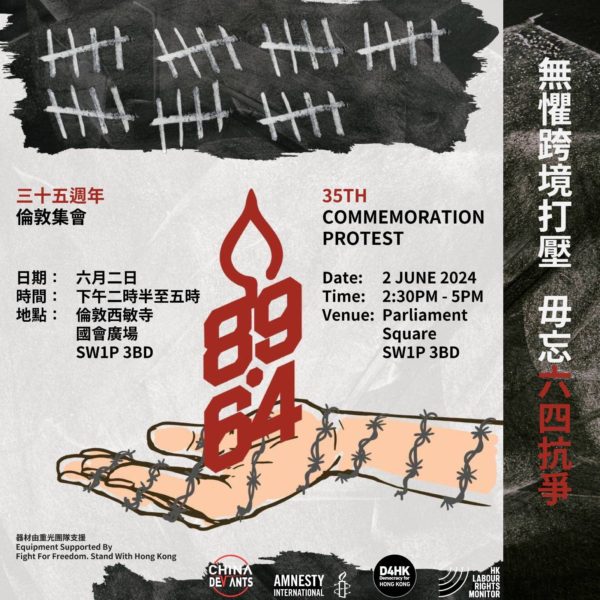 三十五週年
倫敦集會
日期： 六月二日
時間： 下午二時半至五時
地點： 倫敦西敏寺
國會廣場
SW1P 3BD
35TH
COMMEMORATION
PROTEST
Date: 2 JUNE 2024
Time: 2:30PM - 5PM
Venue: Parliament
Square
SW1P 3BD
89
64
無懼跨境打壓 毋忘六四抗爭
器材由重光團隊支援
Equipment Supported By
Fight For Freedom. Stand With Hong Kong
CHINA
DEVIANTS
AMNESTY
INTERNATIONAL
D4HK
Democracy for
HONG KONG
HK
LABOUR
RIGHTS
MONITOR